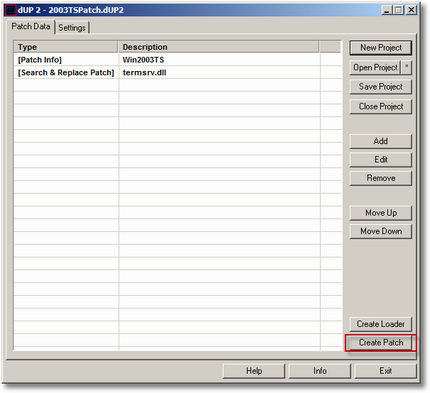 dUP 2 - 2003TSPatch.dUP2
Patch Data Settings
Type Description
[Patch Info] Win2003TS
[Search & Replace Patch] termsrv.dll
New Project
Open Project *
Save Project
Close Project
Add
Edit
Remove
Move Up
Move Down
Create Loader
Create Patch
Help Info Exit